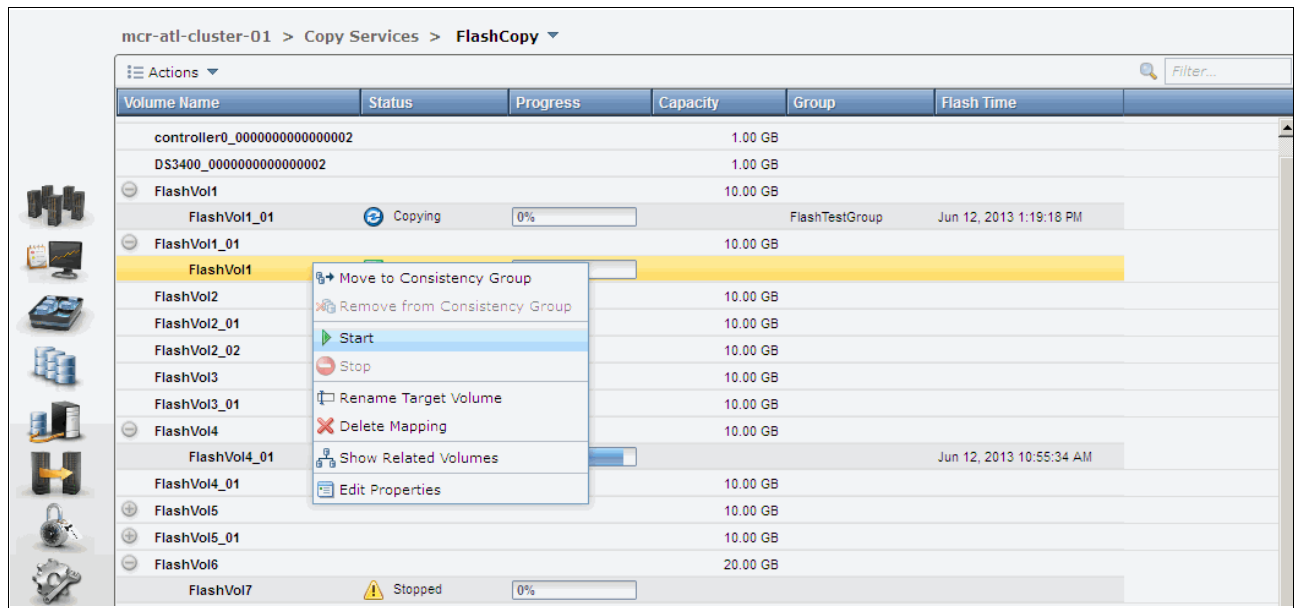 mcr-atl-cluster-01 > Copy Services > FlashCopy
Actions Filter...
Volume Name Status Progress Capacity Group Flash Time
controller0_0000000000000002 1.00 GB
DS3400_0000000000000002 1.00 GB
FlashVol1 10.00 GB
FlashVol1_01 Copying 0% FlashTestGroup Jun 12, 2013 1:19:18 PM
FlashVol1_01 10.00 GB
FlashVol1
Move to Consistency Group
FlashVol2 10.00 GB
Remove from Consistency Group
FlashVol2_01 10.00 GB
Start
FlashVol2_02 10.00 GB
Stop
FlashVol3 10.00 GB
Rename Target Volume
FlashVol3_01 10.00 GB
Delete Mapping
FlashVol4 10.00 GB
FlashVol4_01 Show Related Volumes Jun 12, 2013 10:55:34 AM
FlashVol4_01 10.00 GB
Edit Properties
FlashVol5 10.00 GB
FlashVol5_01 10.00 GB
FlashVol6 20.00 GB
FlashVol7 Stopped 0%